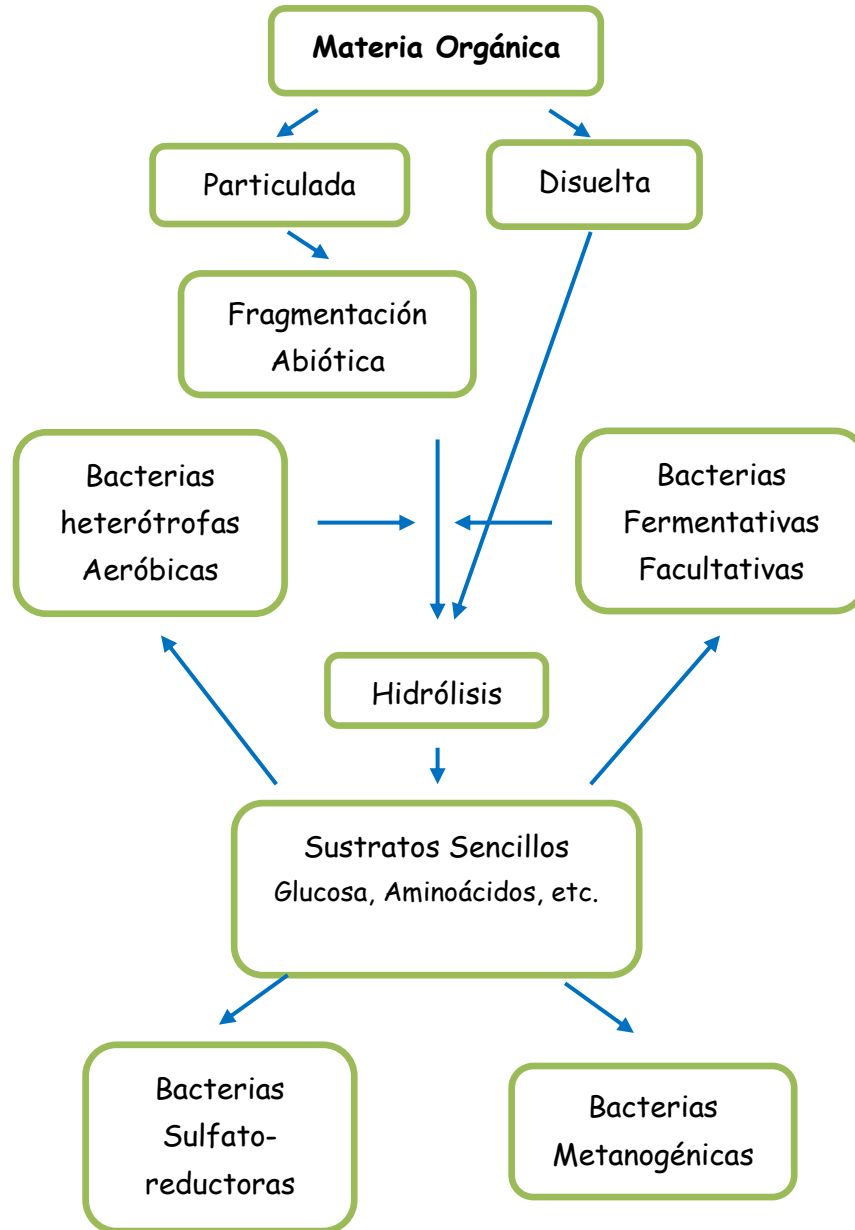 Materia Orgánica
Particulada
Disuelta
Fragmentación
Abiótica
Bacterias
heterótrofas
Aeróbicas
Bacterias
Fermentativas
Facultativas
Hidrólisis
Sustratos Sencillos
Glucosa, Aminoácidos, etc.
Bacterias
Sulfato-
reductoras
Bacterias
Metanogénicas